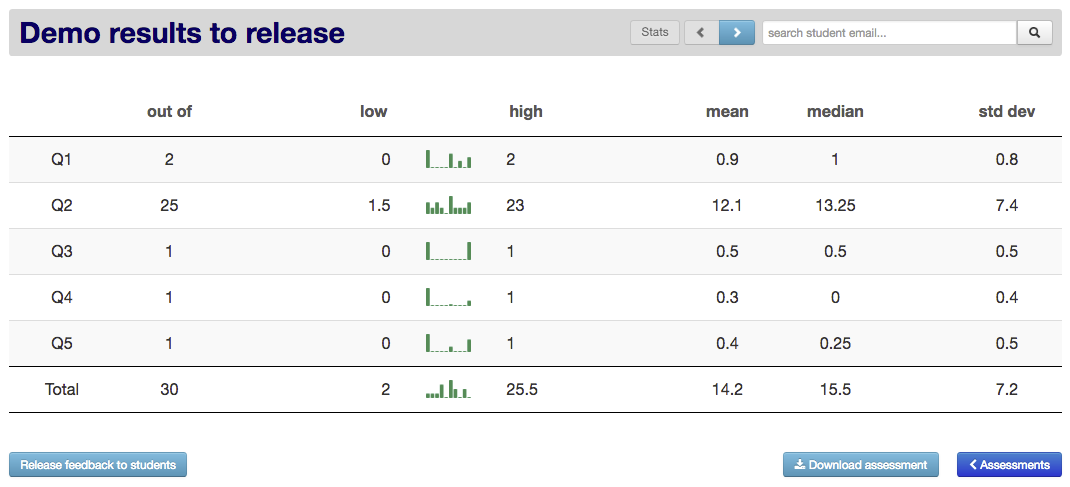 Demo results to release Stats search student email...
out of low high mean median std dev
Q1 2 0 2 0.9 1 0.8
Q2 25 1.5 23 12.1 13.25 7.4
Q3 1 0 1 0.5 0.5 0.5
Q4 1 0 1 0.3 0 0.4
Q5 1 0 1 0.4 0.25 0.5
Total 30 2 25.5 14.2 15.5 7.2
Release feedback to students Download assessment Assessments